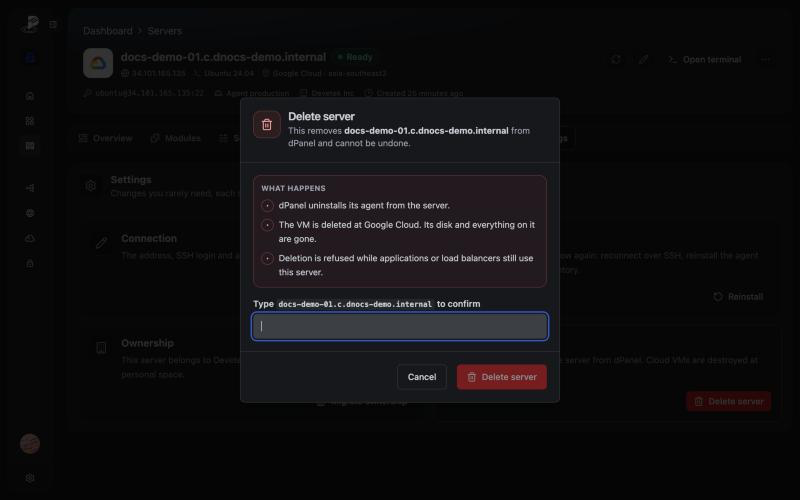 Dashboard > Servers
docs-demo-01.c.dnocs-demo.internal Ready
34.101.165.135 Ubuntu 24.04 Google Cloud · asia-southeast2
Open terminal
ubuntu@34.101.165.135:22 Agent production Devetek Inc Created 26 minutes ago
Overview Modules
Settings
Changes you rarely need, each
Connection
The address, SSH login and
now again: reconnect over SSH, reinstall the agent
Reinstall
Ownership
This server belongs to
personal space.
server from dPanel. Cloud VMs are destroyed at
Delete server
Delete server
This removes docs-demo-01.c.dnocs-demo.internal from
dPanel and cannot be undone.
WHAT HAPPENS
dPanel uninstalls its agent from the server.
The VM is deleted at Google Cloud. Its disk and everything on it
are gone.
Deletion is refused while applications or load balancers still use
this server.
Type docs-demo-01.c.dnocs-demo.internal to confirm
Cancel Delete server